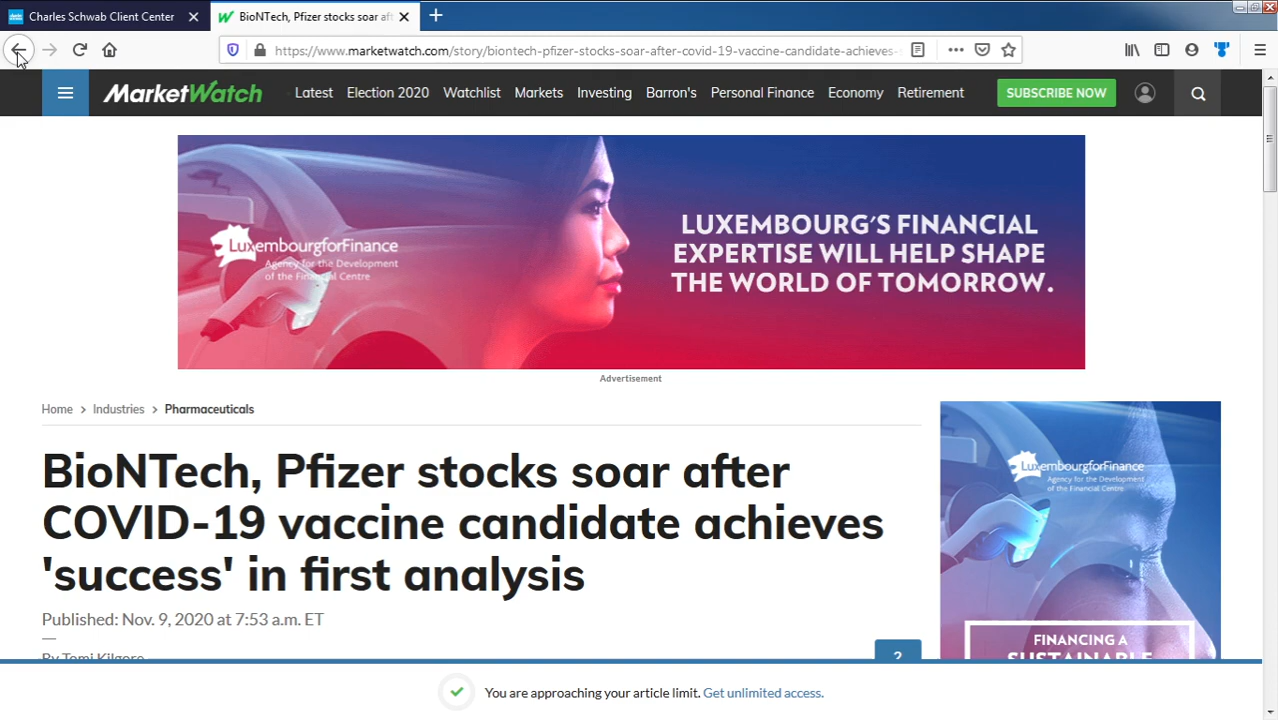 Charles Schwab Client Center
BioNTech, Pfizer stocks soar aft
https://www.marketwatch.com/story/biontech-pfizer-stocks-soar-after-covid-19-vaccine-candidate-achieves-
MarketWatch
Latest Election 2020 Watchlist Markets Investing Barron's Personal Finance Economy Retirement
SUBSCRIBE NOW
LuxembourgforFinance
Agency for the Development
of the Financial Centre
LUXEMBOURG'S FINANCIAL
EXPERTISE WILL HELP SHAPE
THE WORLD OF TOMORROW.
Advertisement
Home > Industries > Pharmaceuticals
BioNTech, Pfizer stocks soar after
COVID-19 vaccine candidate achieves
'success' in first analysis
Published: Nov. 9, 2020 at 7:53 a.m. ET
By Tomi Kilgore
?
LuxembourgforFinance
Agency for the Development
of the Financial Centre
FINANCING A
SUSTAINABLE
You are approaching your article limit. Get unlimited access.